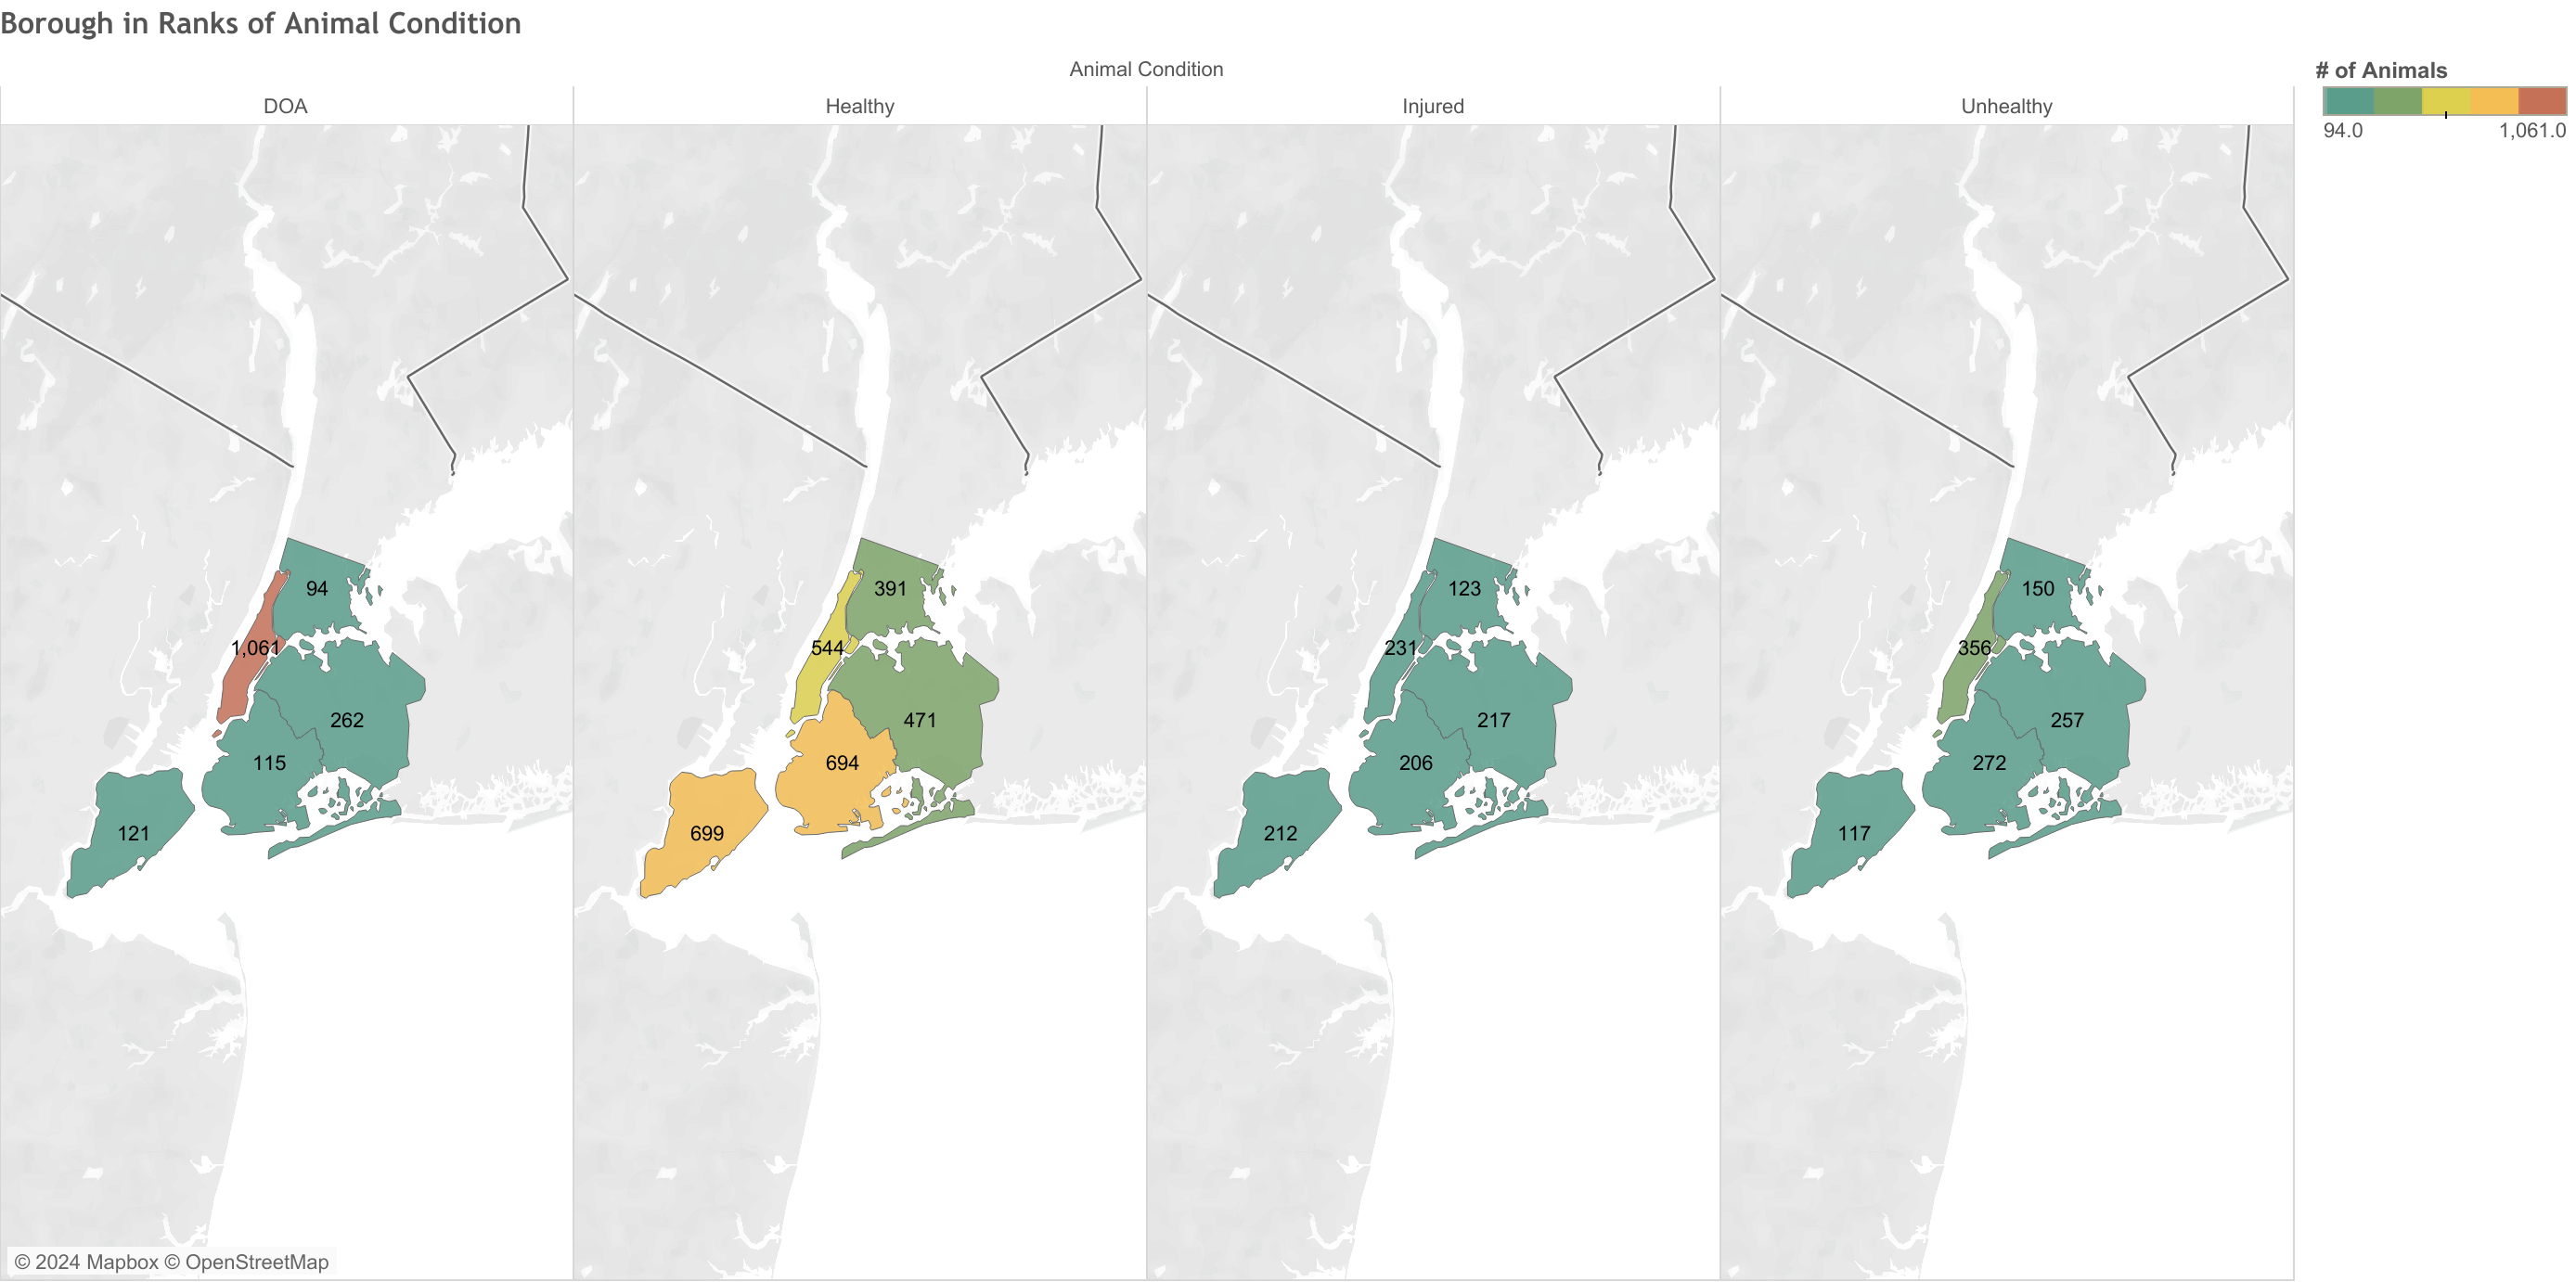 Borough in Ranks of Animal Condition
Animal Condition
# of Animals
94.0 1,061.0
DOA Healthy Injured Unhealthy
94 391 123 150
1,061 544 231 356
262 471 217 257
115 694 206 272
121 699 212 117
© 2024 Mapbox © OpenStreetMap